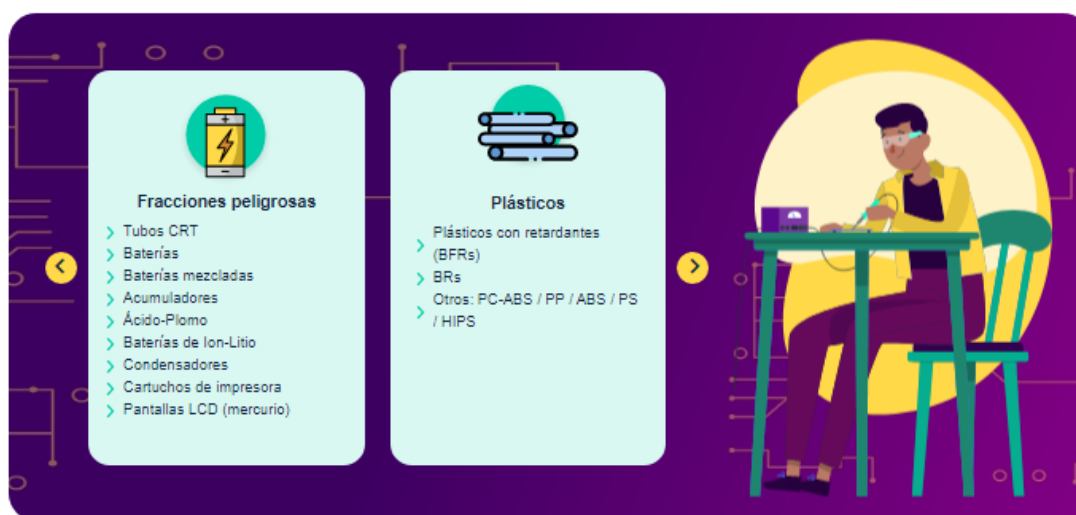 Fracciones peligrosas
Tubos CRT
Baterías
Baterías mezcladas
Acumuladores
Ácido-Plomo
Baterías de Ion-Litio
Condensadores
Cartuchos de impresora
Pantallas LCD (mercurio)
Plásticos
Plásticos con retardantes
(BFRs)
BRs
Otros: PC-ABS / PP / ABS / PS
/ HIPS